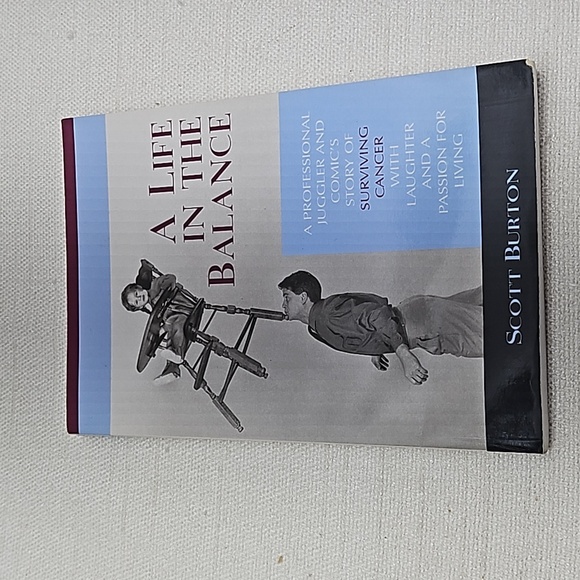 A LIFE
IN THE
BALANCE
A PROFESSIONAL
JUGGLER AND
COMIC'S
STORY OF
SURVIVING
CANCER
WITH
LAUGHTER
AND A
PASSION FOR
LIVING
SCOTT BURTON